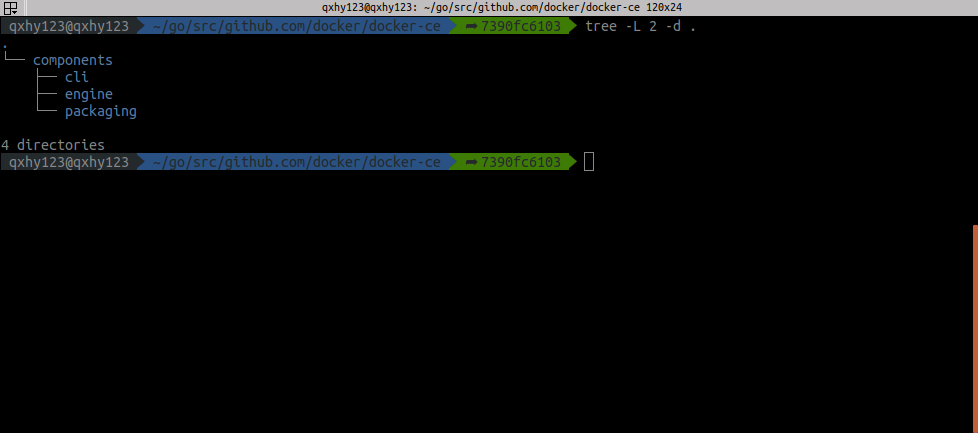 qxhy123@qxhy123: ~/go/src/github.com/docker/docker-ce 120x24
qxhy123@qxhy123 ~/go/src/github.com/docker/docker-ce ➦ 7390fc6103 tree -L 2 -d .
.
└── components
    ├── cli
    ├── engine
    └── packaging
4 directories
qxhy123@qxhy123 ~/go/src/github.com/docker/docker-ce ➦ 7390fc6103